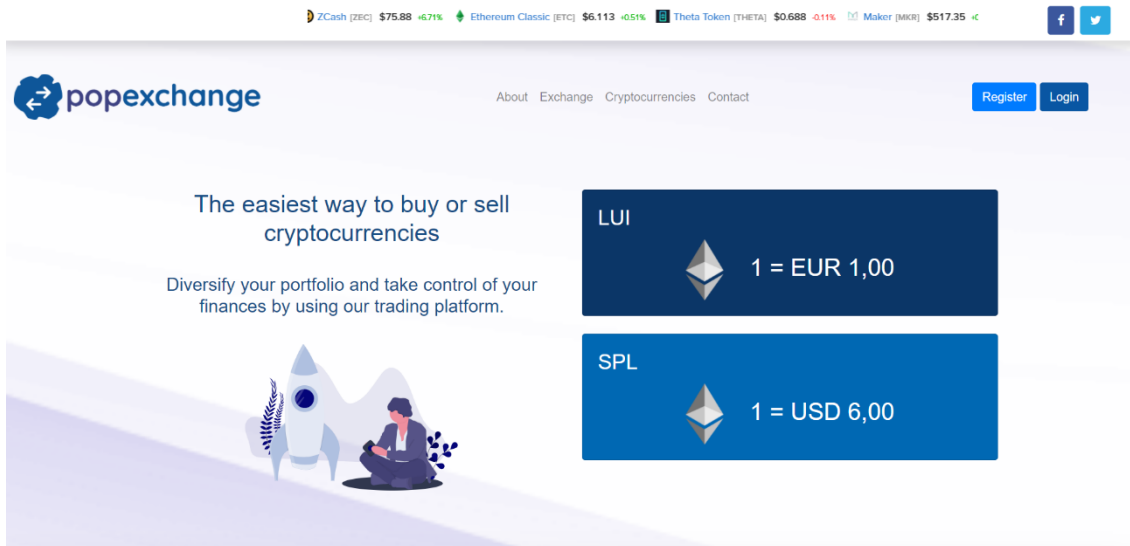 ZCash [ZEC] $75.88 +6.71% Ethereum Classic [ETC] $6.113 +0.51% Theta Token [THETA] $0.688 -0.11% Maker [MKR] $517.35
popexchange
About Exchange Cryptocurrencies Contact
Register Login
The easiest way to buy or sell
cryptocurrencies
Diversify your portfolio and take control of your
finances by using our trading platform.
LUI
1 = EUR 1,00
SPL
1 = USD 6,00